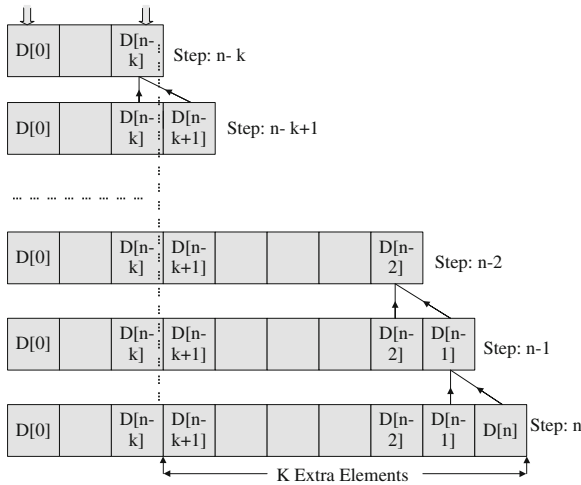 D[0] D[n-k] Step: n- k
D[0] D[n-k] D[n-k+1] Step: n- k+1
... ... ... ... ... ... ...
D[0] D[n-k] D[n-k+1] D[n-2] Step: n-2
D[0] D[n-k] D[n-k+1] D[n-2] D[n-1] Step: n-1
D[0] D[n-k] D[n-k+1] D[n-2] D[n-1] D[n] Step: n
K Extra Elements